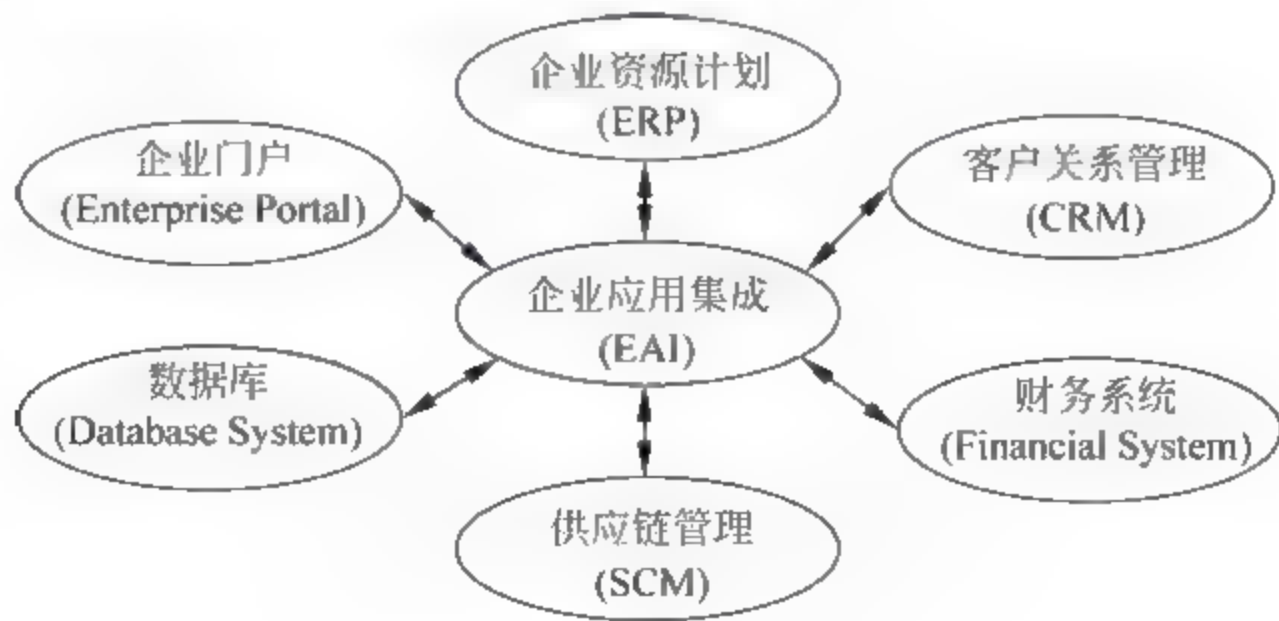 企业资源计划
(ERP)
企业门户
(Enterprise Portal)
客户关系管理
(CRM)
企业应用集成
(EAI)
数据库
(Database System)
财务系统
(Financial System)
供应链管理
(SCM)